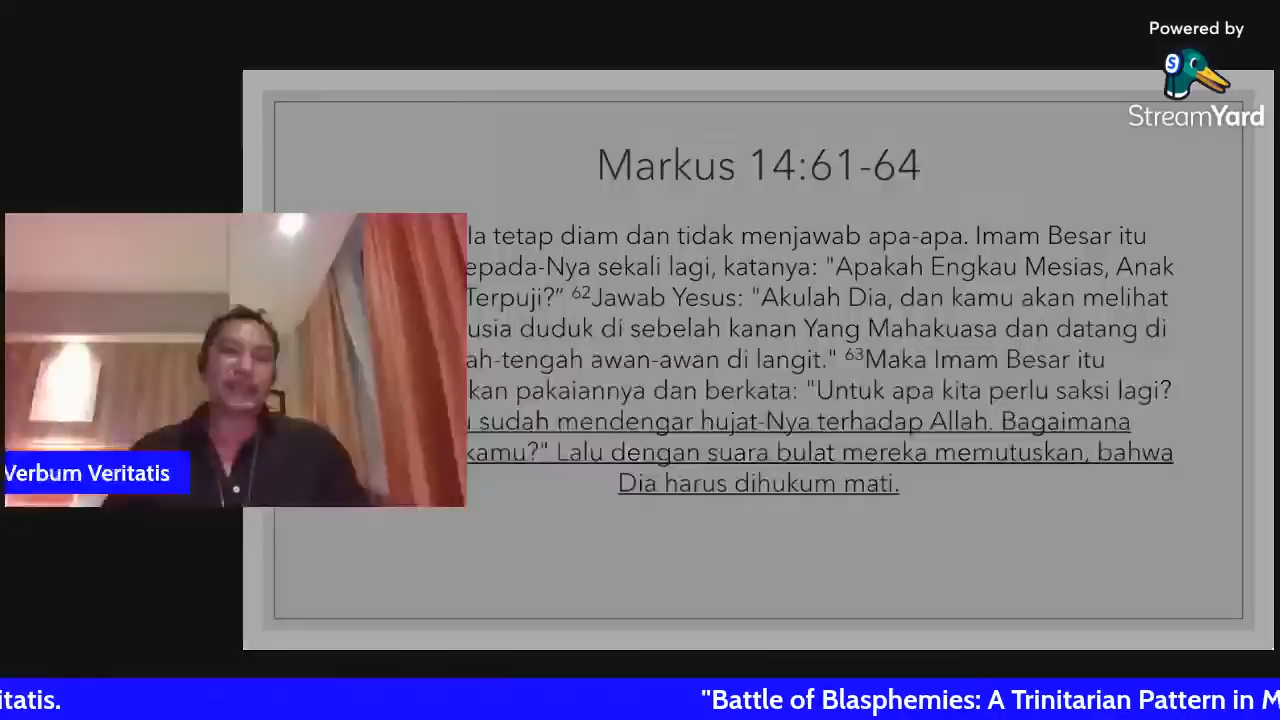 Powered by
StreamYard
Markus 14:61-64
Ia tetap diam dan tidak menjawab apa-apa. Imam Besar itu
epada-Nya sekali lagi, katanya: "Apakah Engkau Mesias, Anak
Terpuji?" ⁶²Jawab Yesus: "Akulah Dia, dan kamu akan melihat
usia duduk di sebelah kanan Yang Mahakuasa dan datang di
ah-tengah awan-awan di langit." ⁶³Maka Imam Besar itu
kan pakaiannya dan berkata: "Untuk apa kita perlu saksi lagi?
u sudah mendengar hujat-Nya terhadap Allah. Bagaimana
kamu?" Lalu dengan suara bulat mereka memutuskan, bahwa
Dia harus dihukum mati.
Verbum Veritatis
itatis.
"Battle of Blasphemies: A Trinitarian Pattern in M